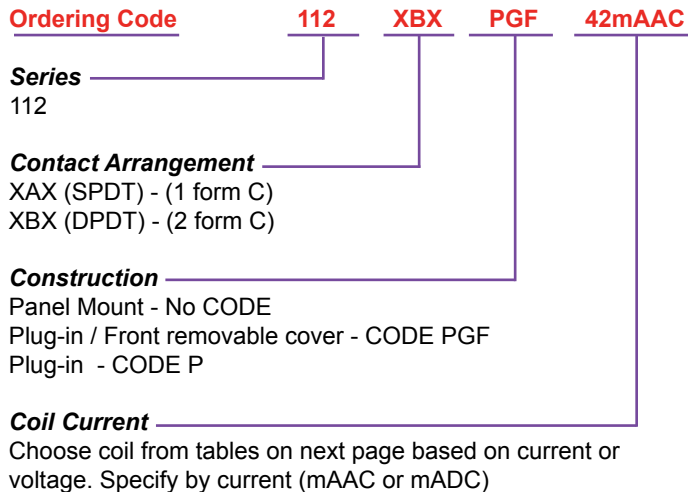 Ordering Code 112 XBX PGF 42mAAC
Series
112
Contact Arrangement
XAX (SPDT) - (1 form C)
XBX (DPDT) - (2 form C)
Construction
Panel Mount - No CODE
Plug-in / Front removable cover - CODE PGF
Plug-in - CODE P
Coil Current
Choose coil from tables on next page based on current or
voltage. Specify by current (mAAC or mADC)